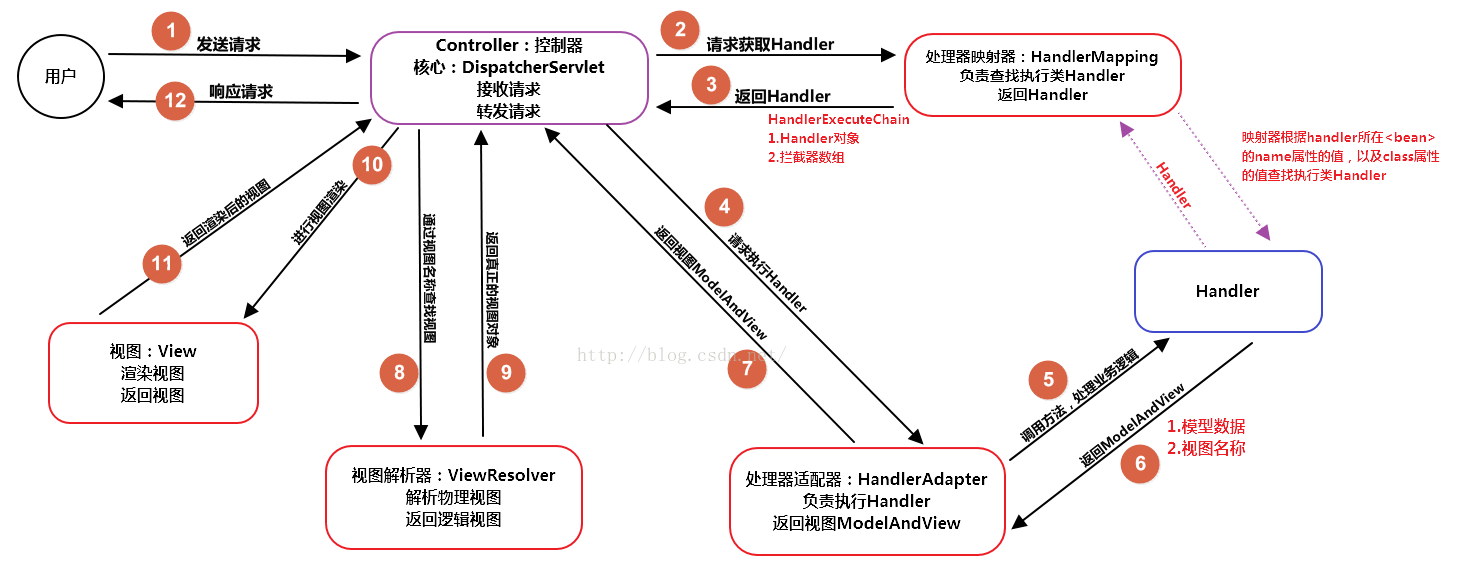 1
发送请求
用户
12
响应请求
Controller：控制器
核心：DispatcherServlet
接收请求
转发请求
2
请求获取Handler
3
返回Handler
HandlerExecuteChain
1.Handler对象
2.拦截器数组
处理器映射器：HandlerMapping
负责查找执行类Handler
返回Handler
映射器根据handler所在<bean>
的name属性的值，以及class属性
的值查找执行类Handler
Handler
Handler
4
请求执行Handler
5
调用方法，处理业务逻辑
6
返回ModelAndView
1.模型数据
2.视图名称
处理器适配器：HandlerAdapter
负责执行Handler
返回视图ModelAndView
7
返回视图ModelAndView
8
通过视图名称查找视图
9
返回真正的视图对象
视图解析器：ViewResolver
解析物理视图
返回逻辑视图
10
进行视图渲染
11
返回渲染后的视图
视图：View
渲染视图
返回视图
http://blog.csdn.net/